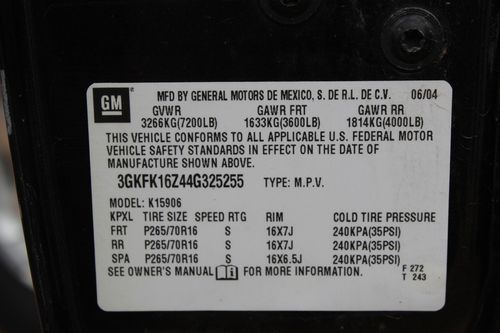 GM
MFD BY GENERAL MOTORS DE MEXICO, S. DE R.L. DE C.V. 06/04
GVWR GAWR FRT GAWR RR
3266KG(7200LB) 1633KG(3600LB) 1814KG(4000LB)
THIS VEHICLE CONFORMS TO ALL APPLICABLE U.S. FEDERAL MOTOR
VEHICLE SAFETY STANDARDS IN EFFECT ON THE DATE OF
MANUFACTURE SHOWN ABOVE.
3GKFK16Z44G325255 TYPE: M.P.V.
MODEL: K15906
KPXL TIRE SIZE SPEED RTG RIM COLD TIRE PRESSURE
FRT P265/70R16 S 16X7J 240KPA(35PSI)
RR P265/70R16 S 16X7J 240KPA(35PSI)
SPA P265/70R16 S 16X6.5J 240KPA(35PSI)
SEE OWNER'S MANUAL FOR MORE INFORMATION. F 272
T 243